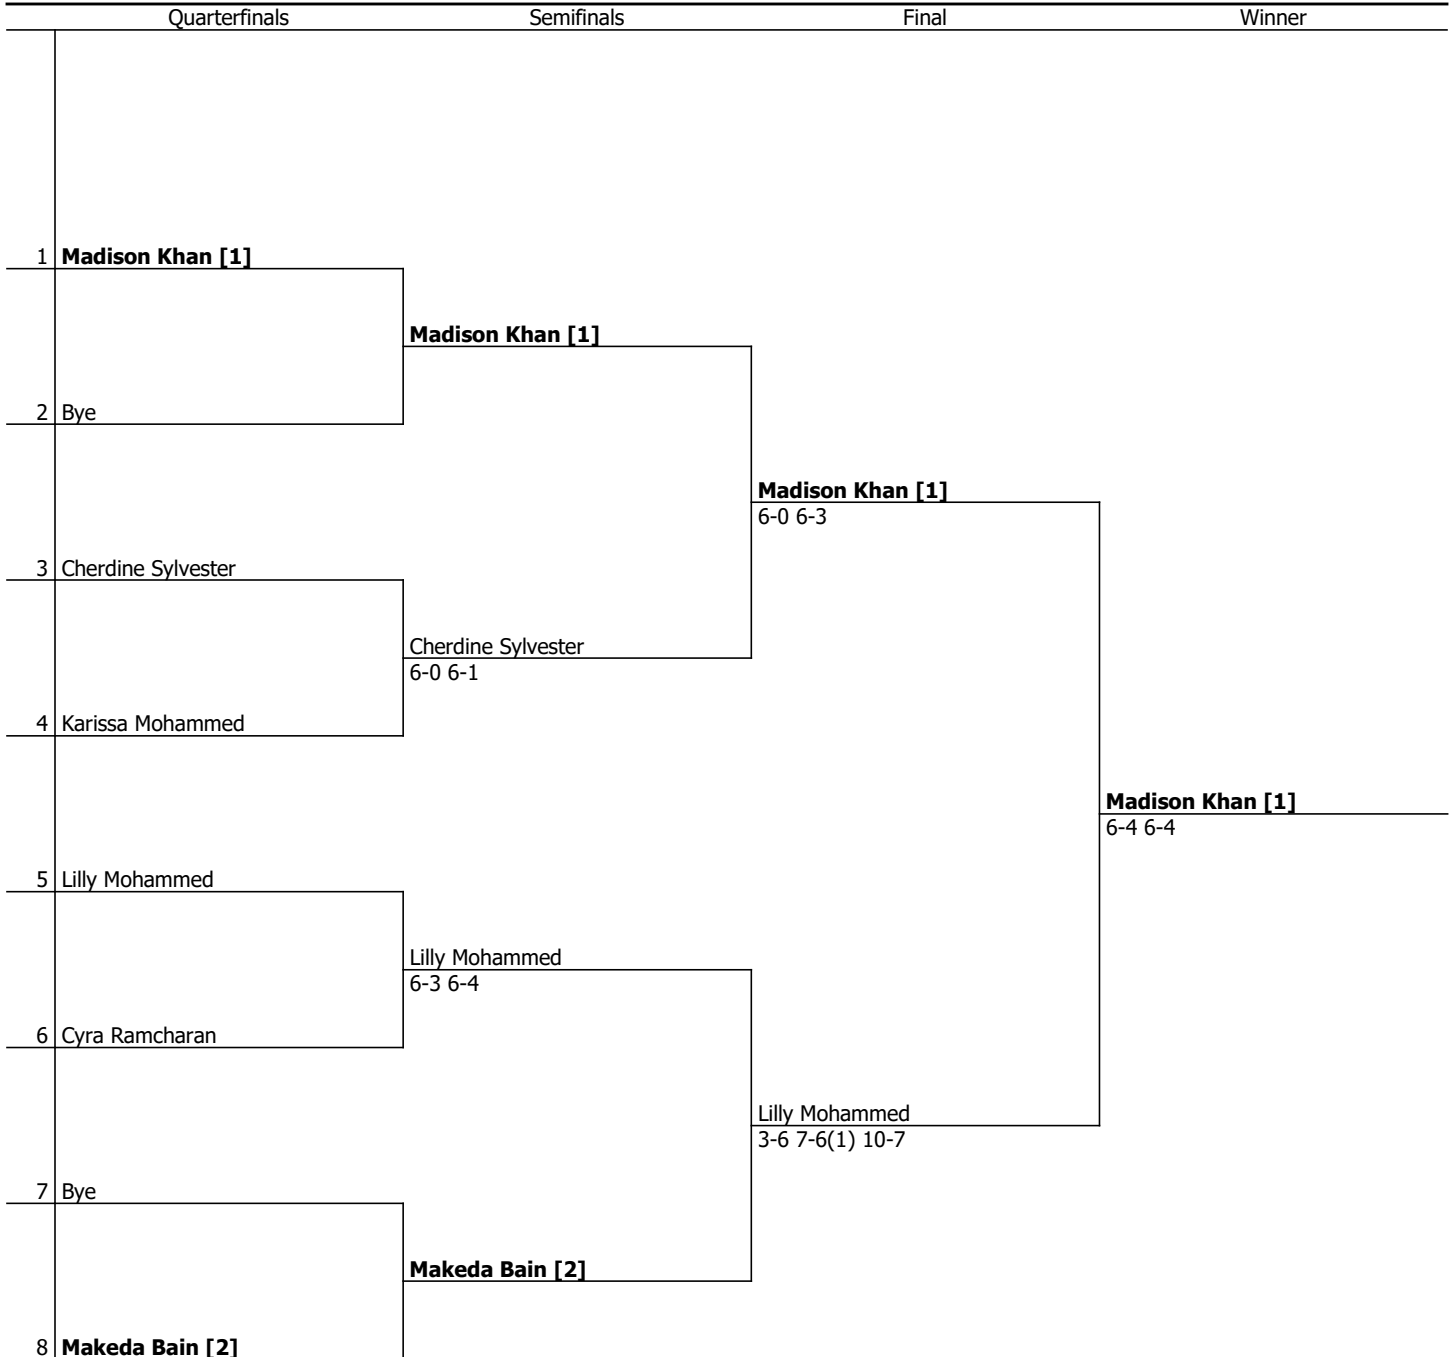 Quarterfinals Semifinals Final Winner
1 Madison Khan [1]
Madison Khan [1]
2 Bye
Madison Khan [1]
6-0 6-3
3 Cherdine Sylvester
Cherdine Sylvester
6-0 6-1
4 Karissa Mohammed
Madison Khan [1]
6-4 6-4
5 Lilly Mohammed
Lilly Mohammed
6-3 6-4
6 Cyra Ramcharan
Lilly Mohammed
3-6 7-6(1) 10-7
7 Bye
Makeda Bain [2]
8 Makeda Bain [2]